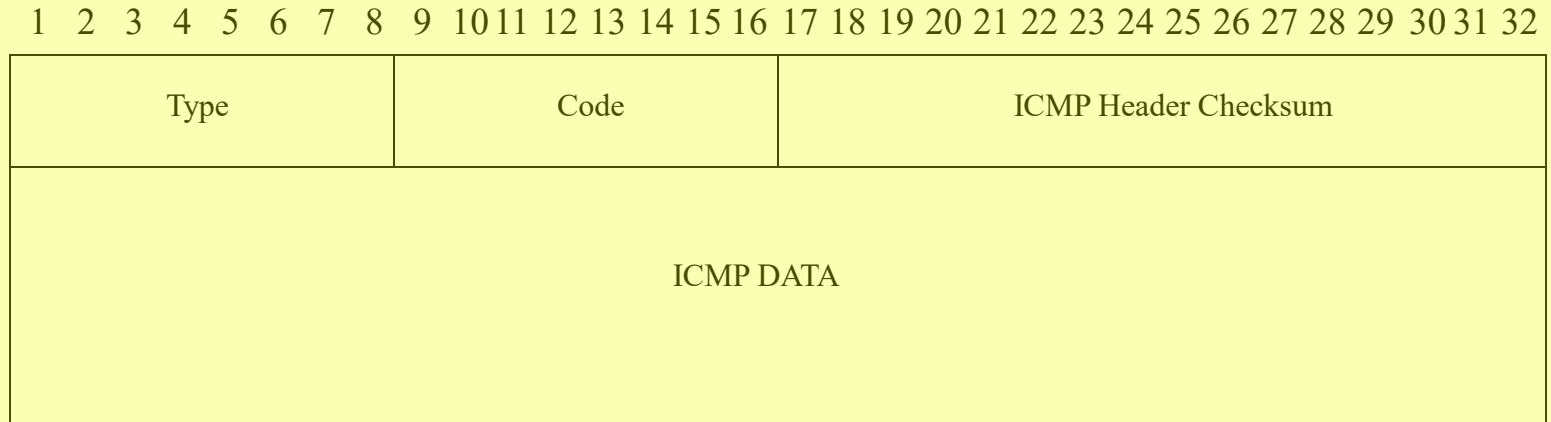 1 2 3 4 5 6 7 8 9 10 11 12 13 14 15 16 17 18 19 20 21 22 23 24 25 26 27 28 29 30 31 32
Type Code ICMP Header Checksum
ICMP DATA